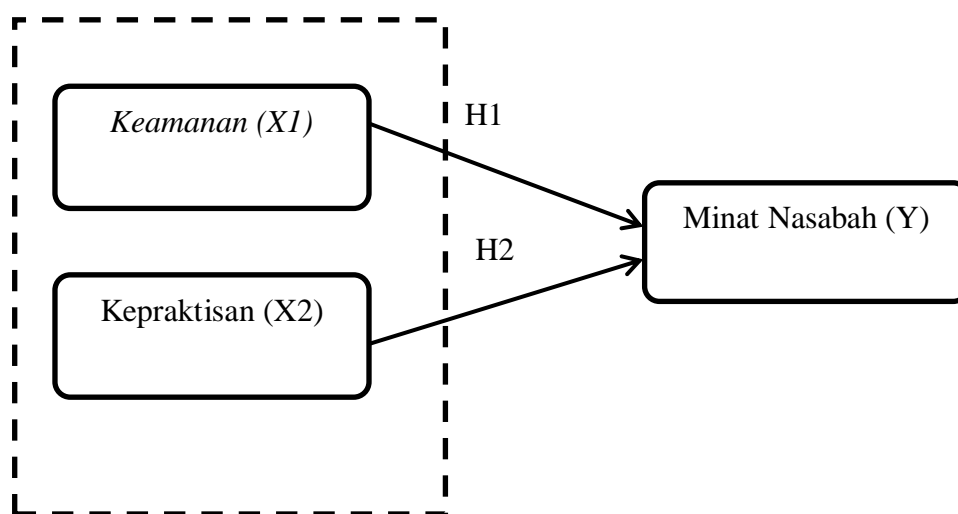 Keamanan (X1)
H1
Minat Nasabah (Y)
H2
Kepraktisan (X2)